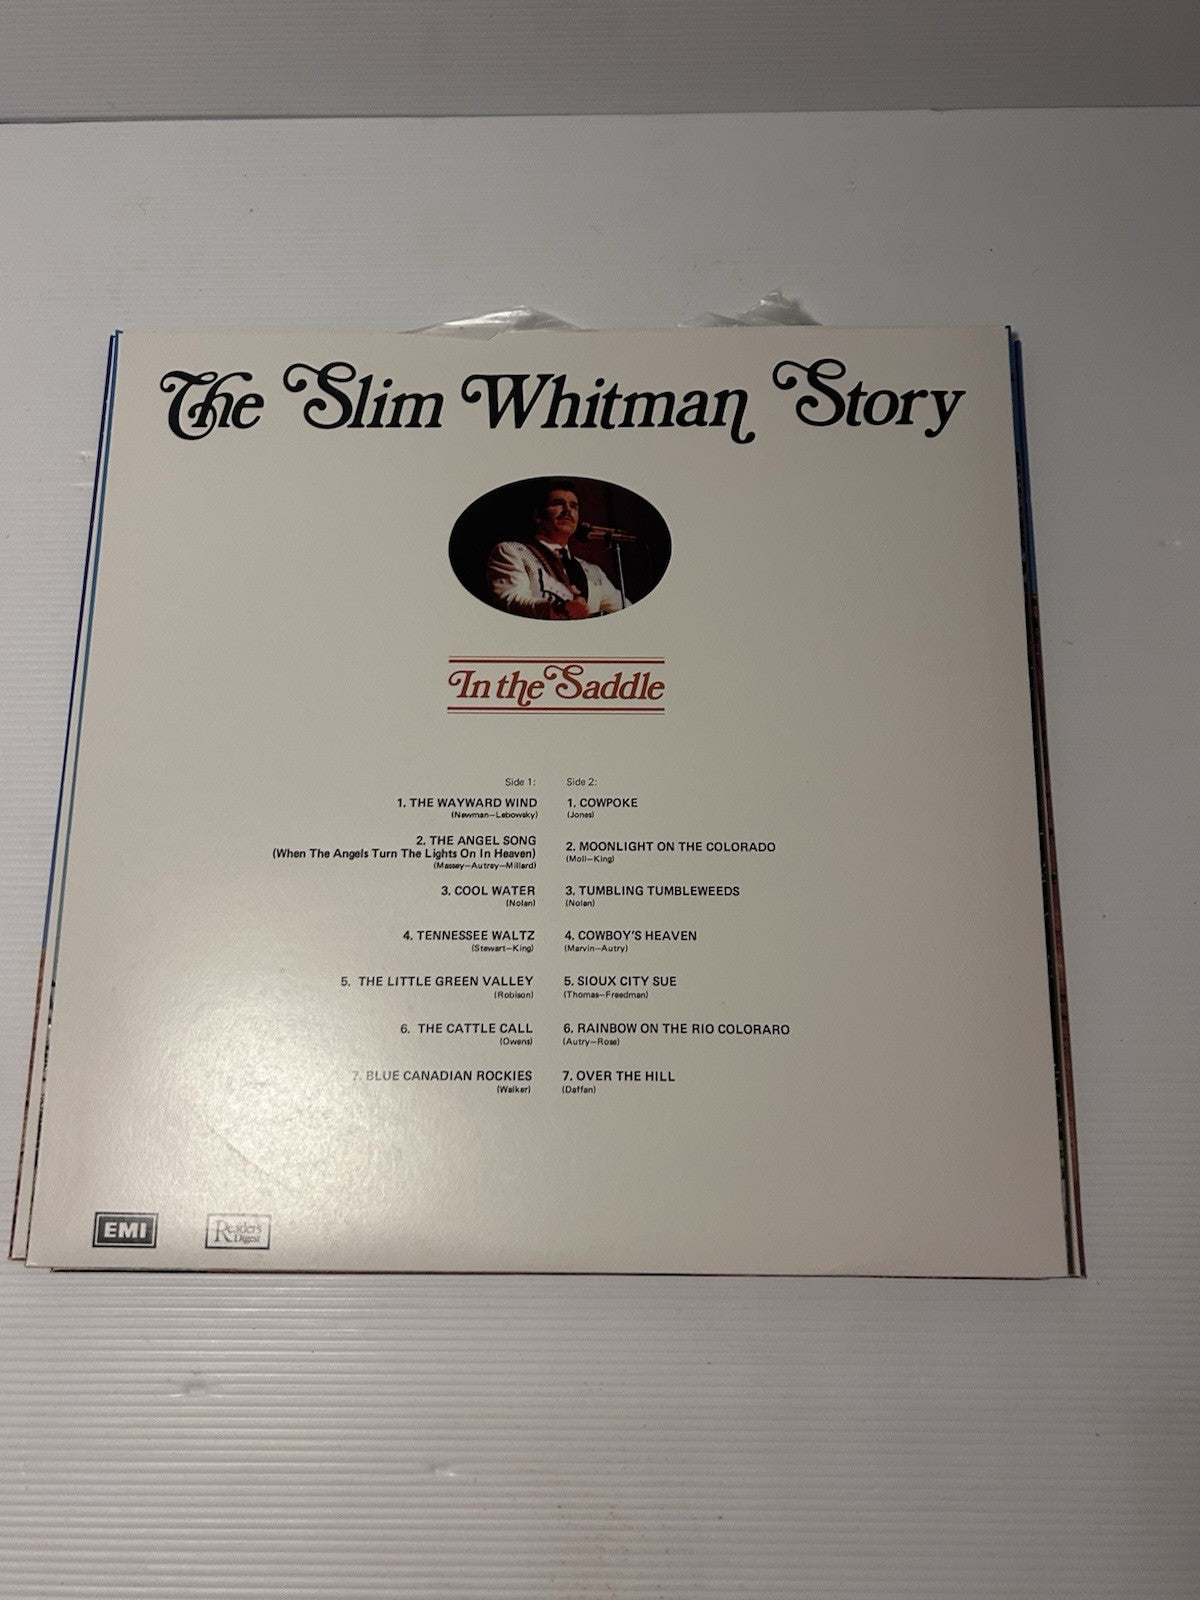 The Slim Whitman Story
In the Saddle
Side 1:
1. THE WAYWARD WIND
(Newman—Lebowsky)
2. THE ANGEL SONG
(When The Angels Turn The Lights On In Heaven)
(Massey—Autrey—Millard)
3. COOL WATER
(Nolan)
4. TENNESSEE WALTZ
(Stewart—King)
5. THE LITTLE GREEN VALLEY
(Robison)
6. THE CATTLE CALL
(Owens)
7. BLUE CANADIAN ROCKIES
(Walker)
Side 2:
1. COWPOKE
(Jones)
2. MOONLIGHT ON THE COLORADO
(Moll—King)
3. TUMBLING TUMBLEWEEDS
(Nolan)
4. COWBOY'S HEAVEN
(Marvin—Autry)
5. SIOUX CITY SUE
(Thomas—Freedman)
6. RAINBOW ON THE RIO COLORARO
(Autry—Rose)
7. OVER THE HILL
(Daffan)
EMI
Reader's
Digest